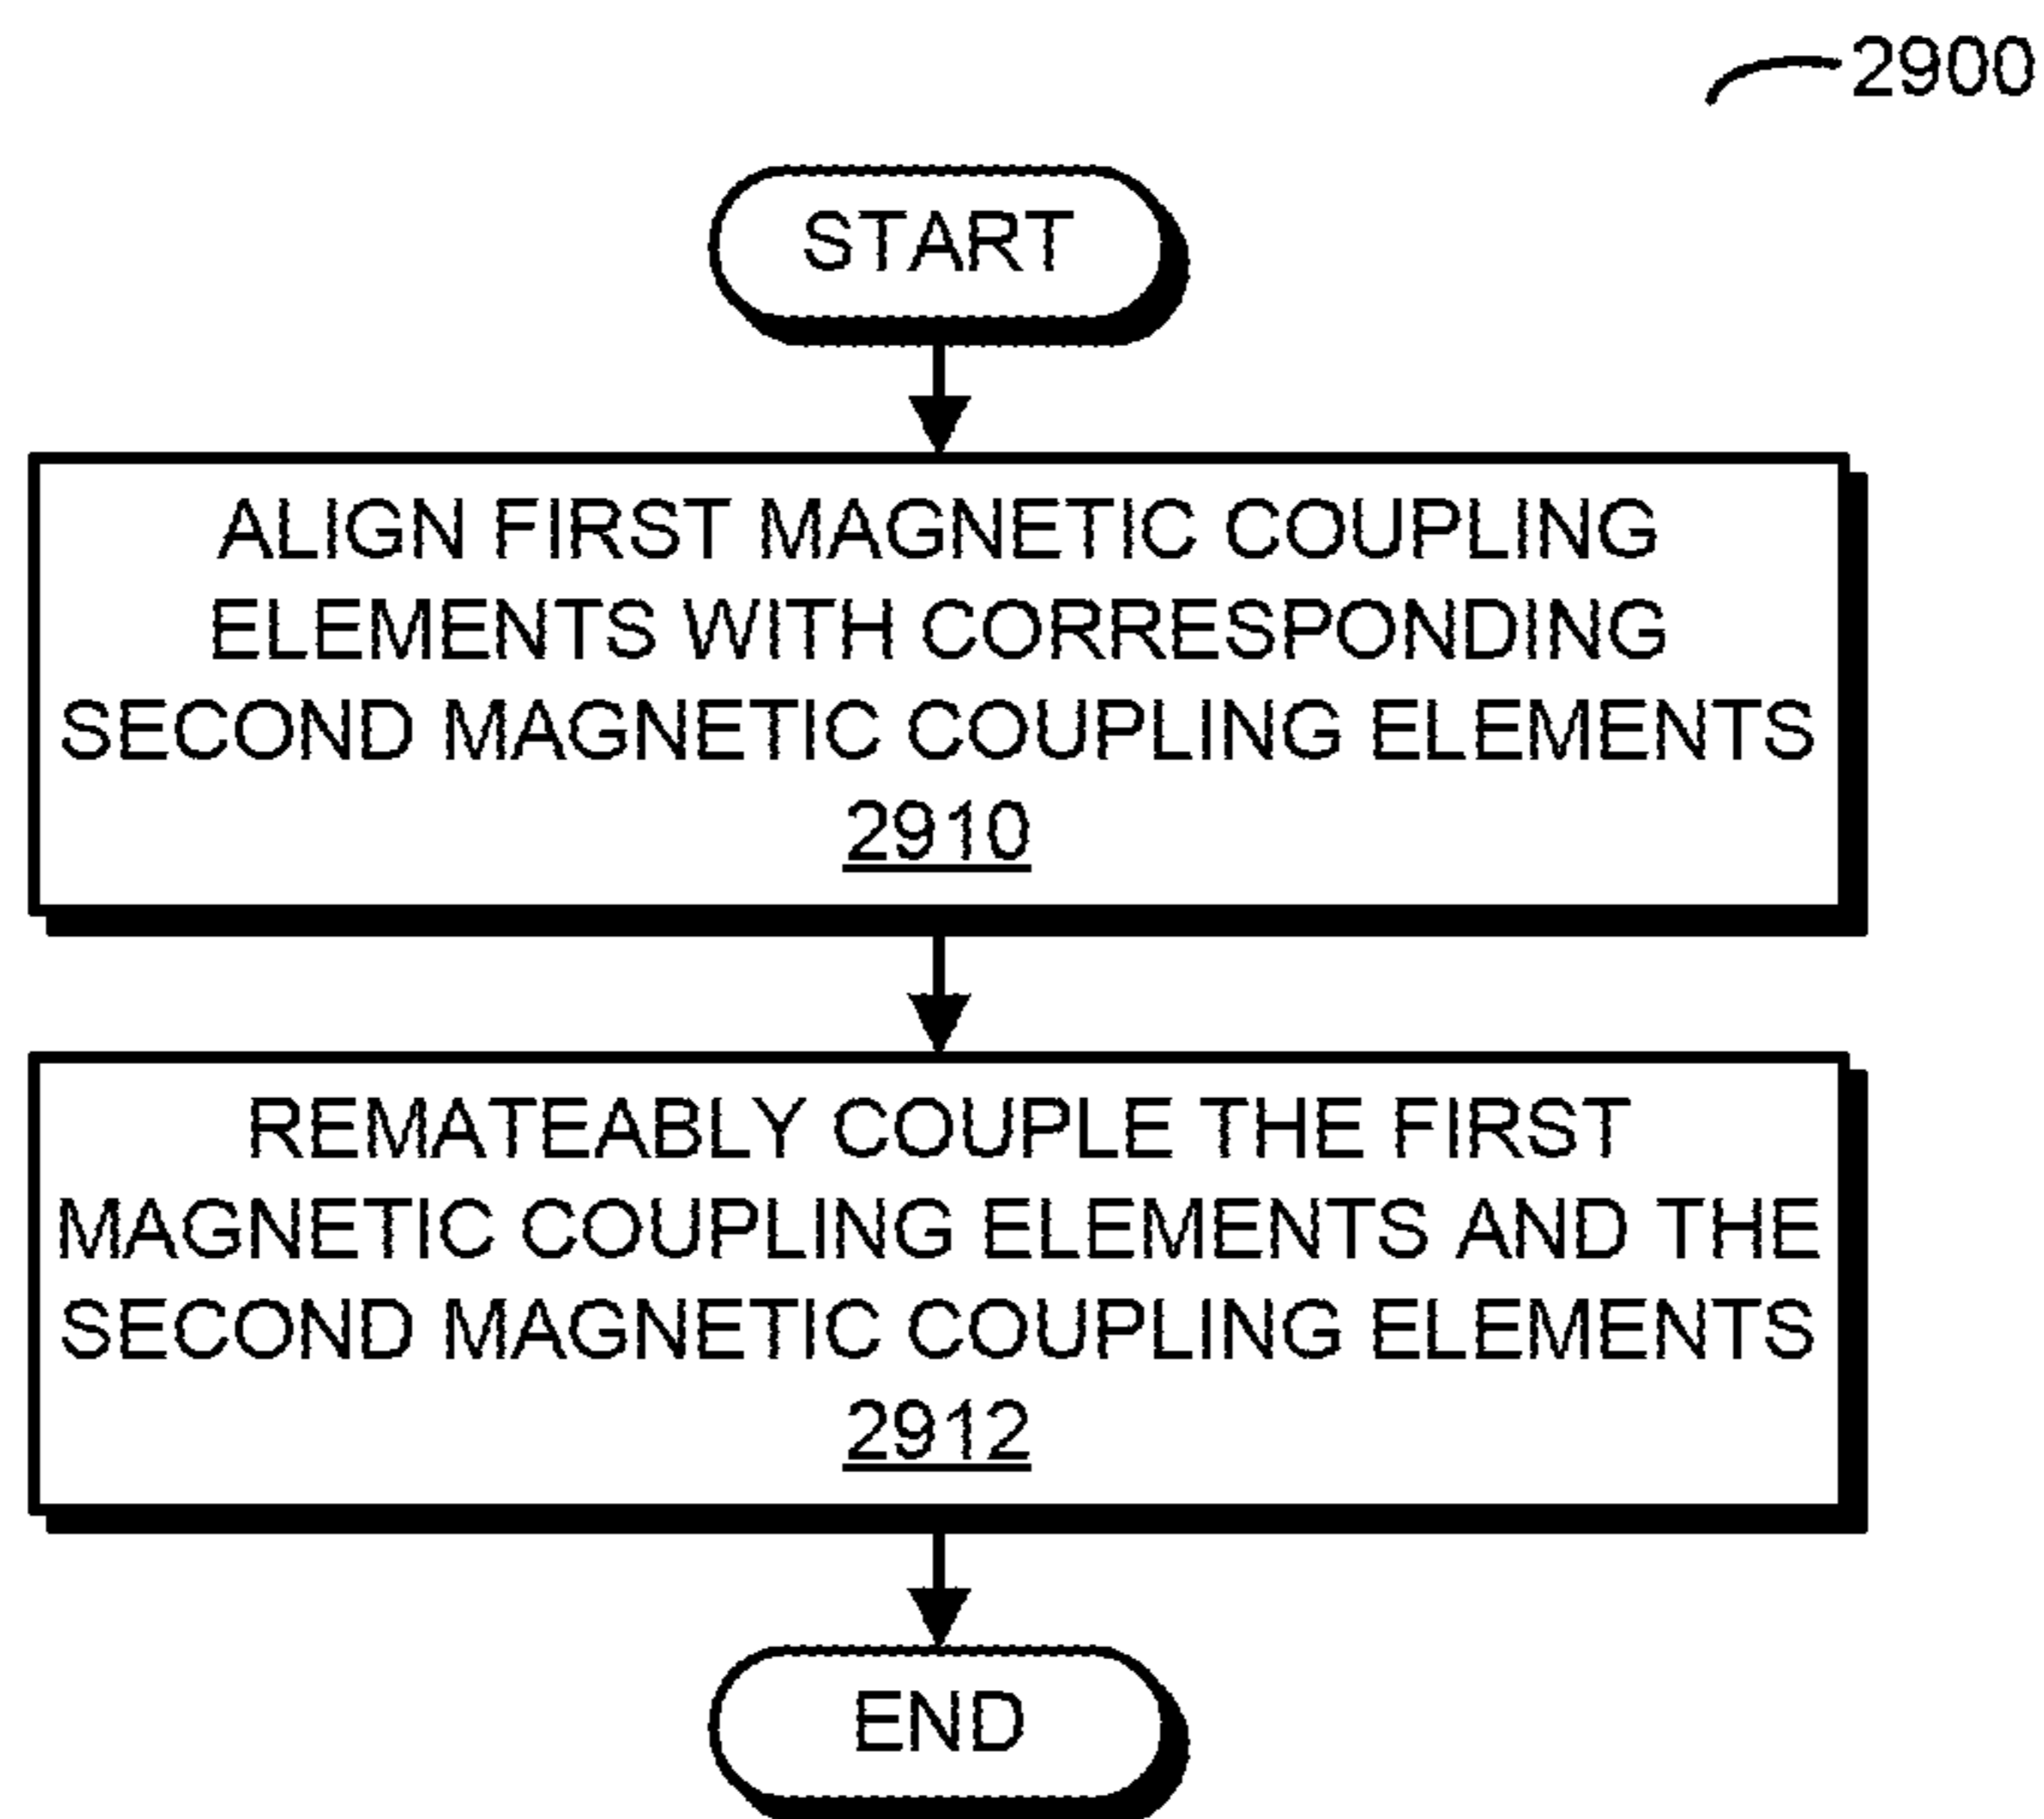 2900
START
ALIGN FIRST MAGNETIC COUPLING
ELEMENTS WITH CORRESPONDING
SECOND MAGNETIC COUPLING ELEMENTS
2910
REMATEABLY COUPLE THE FIRST
MAGNETIC COUPLING ELEMENTS AND THE
SECOND MAGNETIC COUPLING ELEMENTS
2912
END